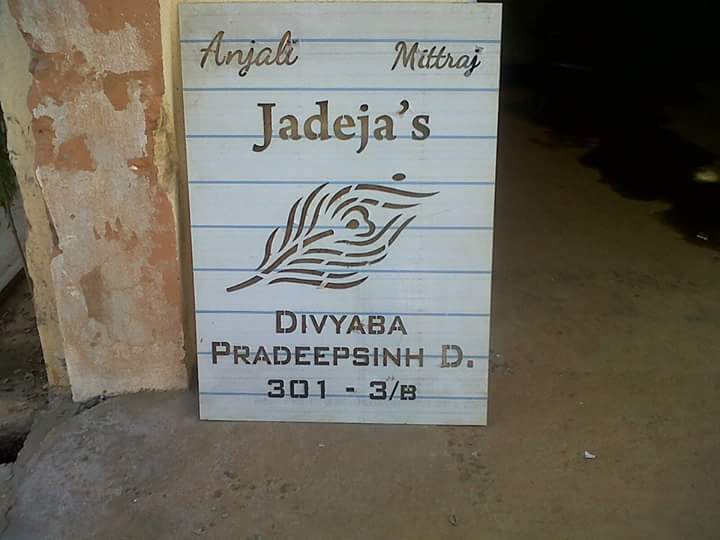 Anjali Mittraj
Jadeja's
DIVYABA
PRADEEPSINH D.
301 - 3/B